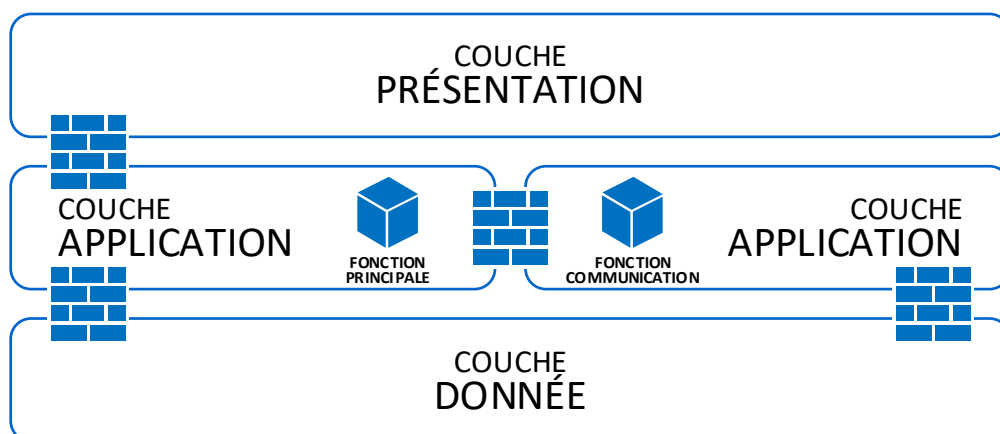 COUCHE
PRÉSENTATION
COUCHE
APPLICATION
FONCTION
PRINCIPALE
FONCTION
COMMUNICATION
COUCHE
APPLICATION
COUCHE
DONNÉE